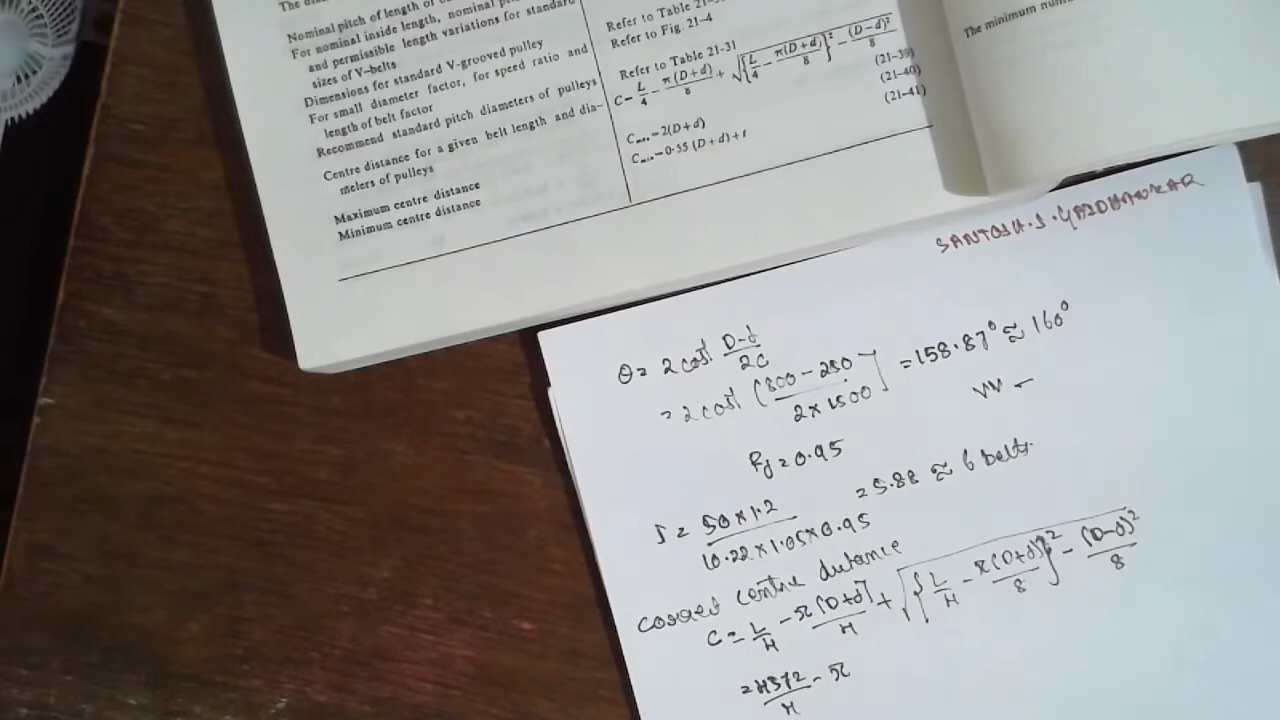 Nominal pitch of length of
For nominal inside length, nominal
and permissible length variations for standard
sizes of V-belts
Dimensions for standard V-grooved pulley
For small diameter factor, for speed ratio and
length of belt factor
Recommend standard pitch diameters of pulleys
Centre distance for a given belt length and dia-
meters of pulleys
Maximum centre distance
Minimum centre distance
Refer to Table 21-
Refer to Fig. 21-4
Refer to Table 21-31
C = L/4 - π(D+d)/8 + √{L/4 - π(D+d)/8}² - (D-d)²/8
(21-39)
(21-40)
(21-41)
Cmax=2(D+d)
Cmin=0·55 (D+d)+t
The minimum
SANTOSH.S.
θ = 2 cos⁻¹ D-d/2C
= 2 cos⁻¹ (800-250 / 2×1500) = 158.87° ≈ 160°
Fd = 0.95
i = 50×1.2 / 10.22×1.05×0.95 = 5.88 ≈ 6 belts.
correct centre distance
C = L/4 - π(D+d)/4 + √{L/4 - π(D+d)/8}² - (D-d)²/8
= 4372/4 - π